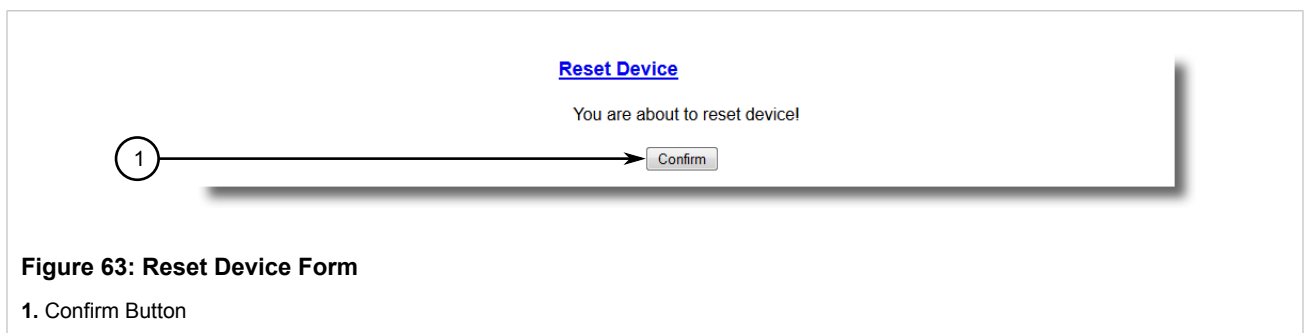 Reset Device
You are about to reset device!
1
Confirm
Figure 63: Reset Device Form
1. Confirm Button